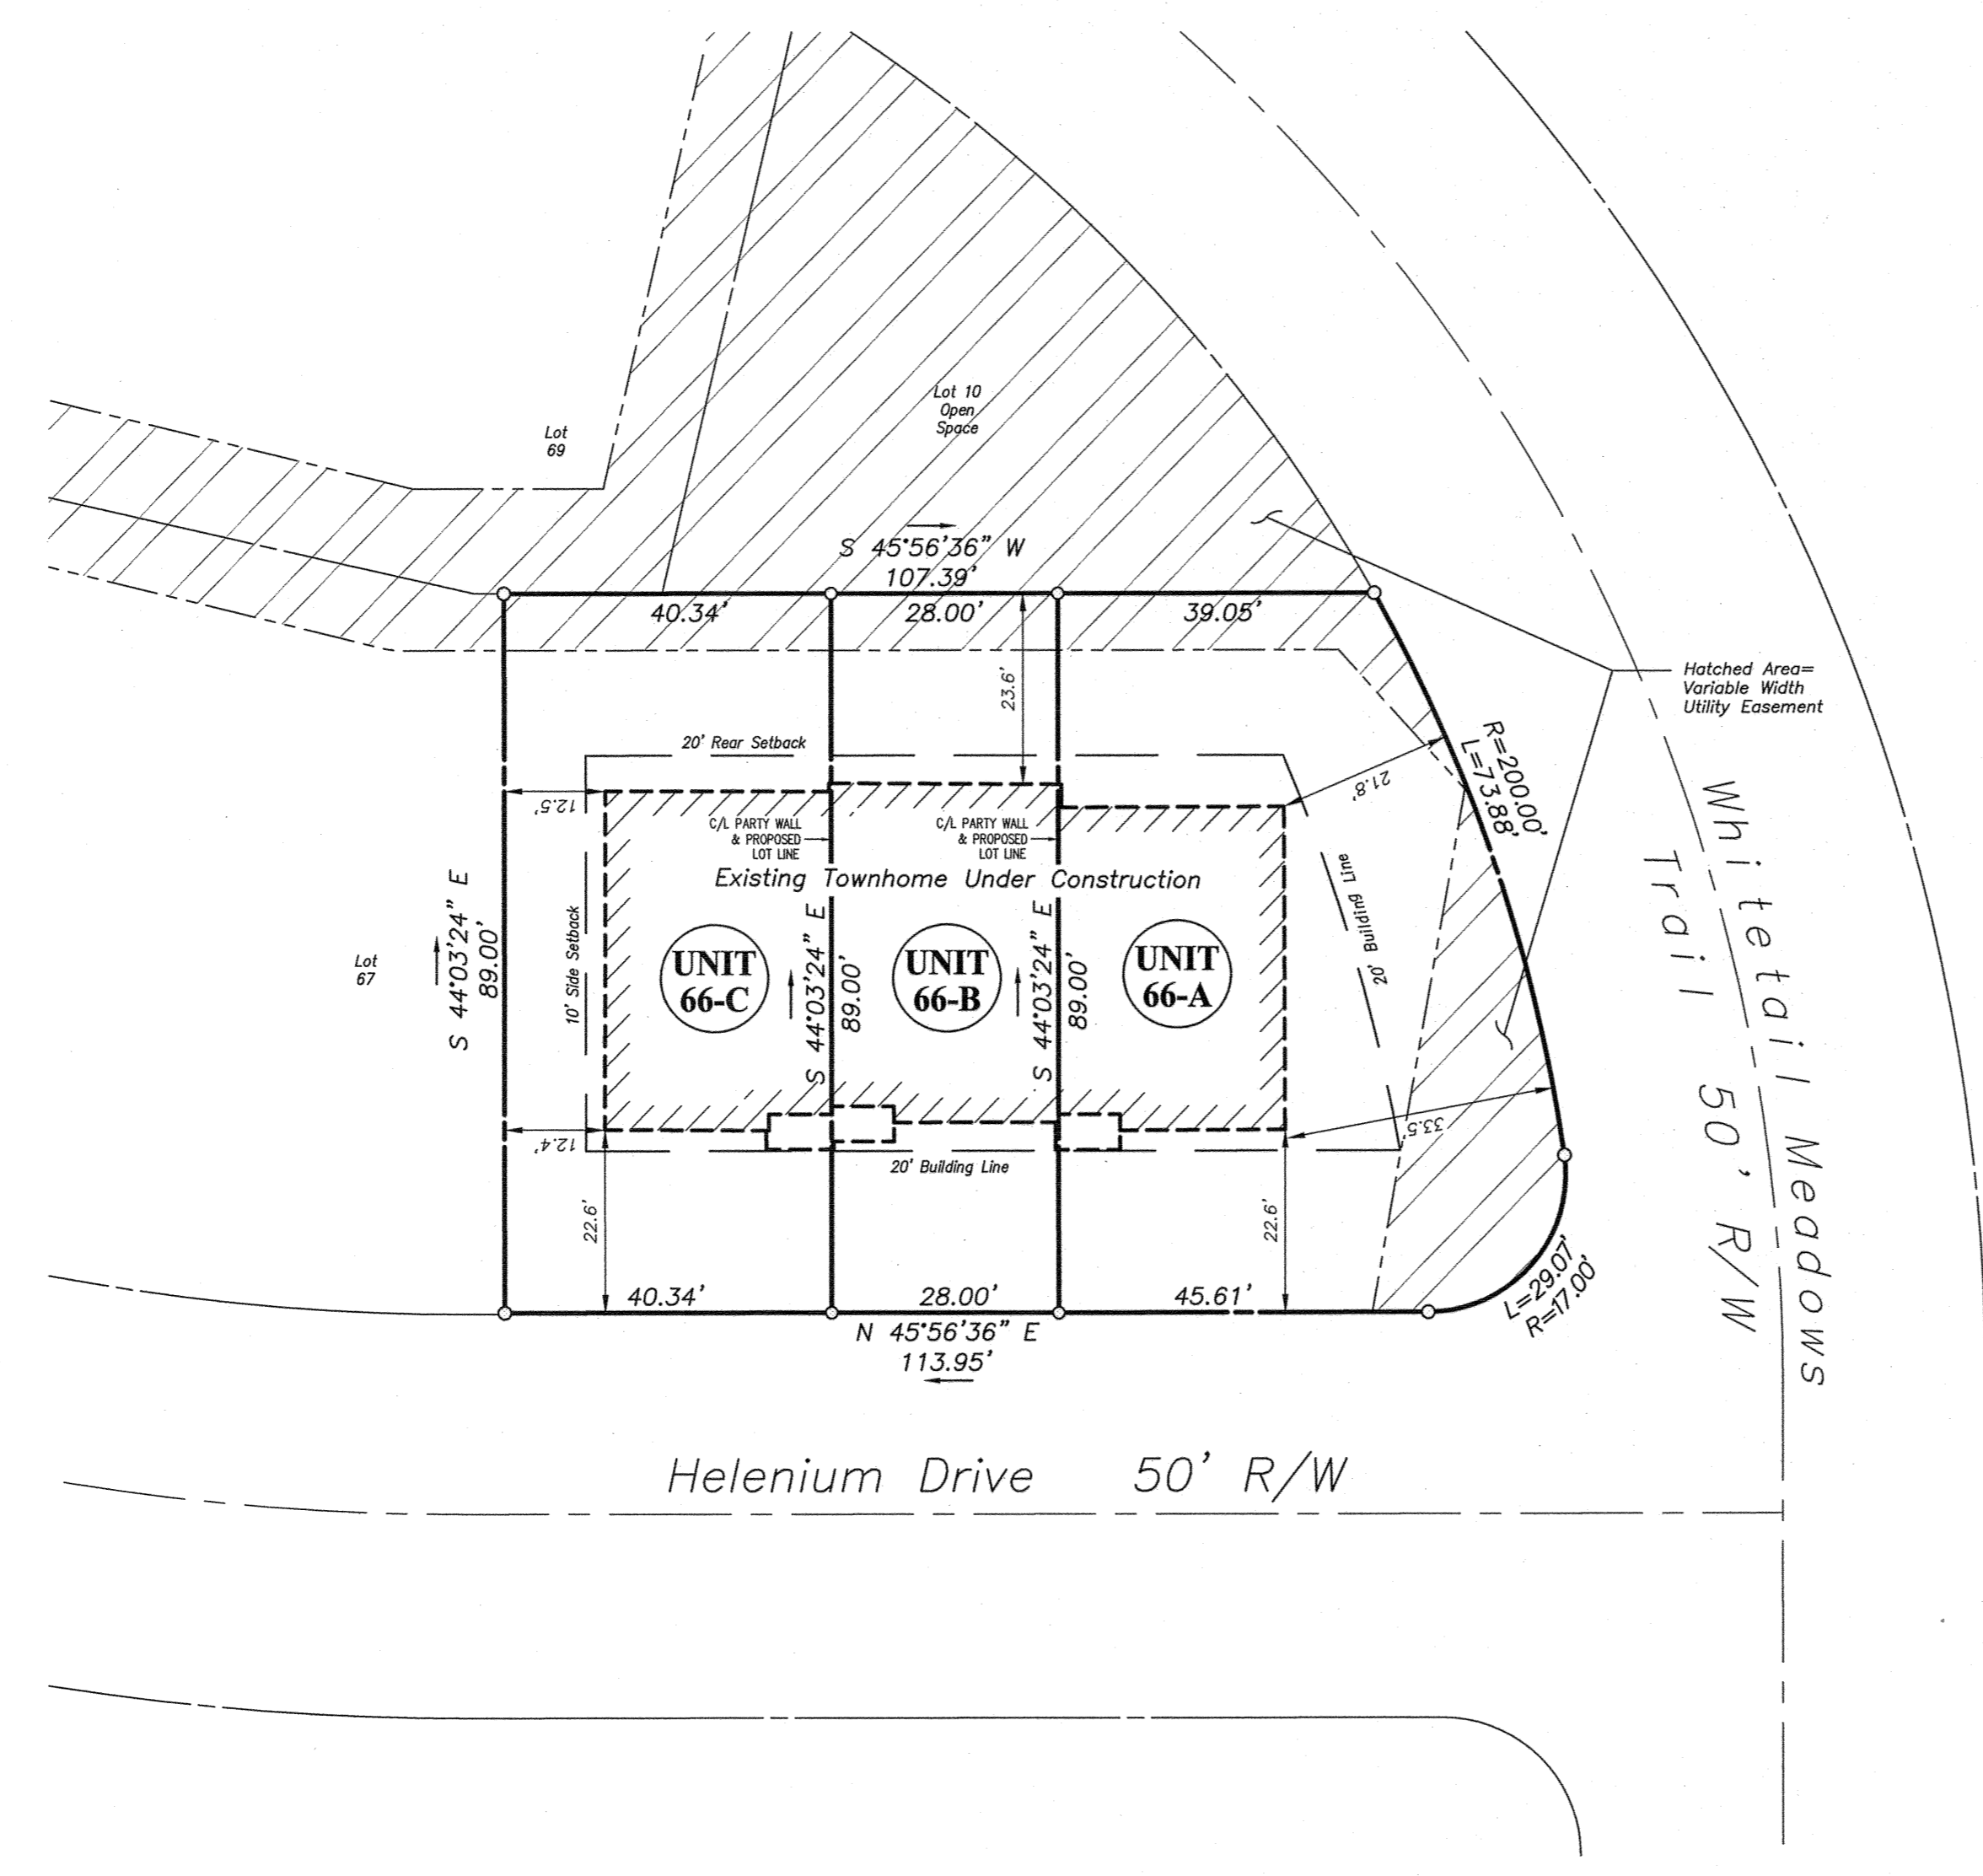 Lot 10
Open
Space
Lot
69
S 45°56'36" W
107.39'
40.34'
28.00'
39.05'
Hatched Area=
Variable Width
Utility Easement
23.6'
20' Rear Setback
R=200.00'
L=73.88'
21.8'
12.5'
C/L PARTY WALL
& PROPOSED
LOT LINE
C/L PARTY WALL
& PROPOSED
LOT LINE
Existing Townhome Under Construction
20' Building Line
Whitetail Meadows
Trail 50' R/W
Lot
67
S 44°03'24" E
89.00'
10' Side Setback
UNIT
66-C
S 44°03'24" E
89.00'
UNIT
66-B
S 44°03'24" E
89.00'
UNIT
66-A
12.4'
33.5'
20' Building Line
22.6'
22.6'
40.34'
28.00'
45.61'
L=29.07'
R=17.00'
N 45°56'36" E
113.95'
Helenium Drive 50' R/W